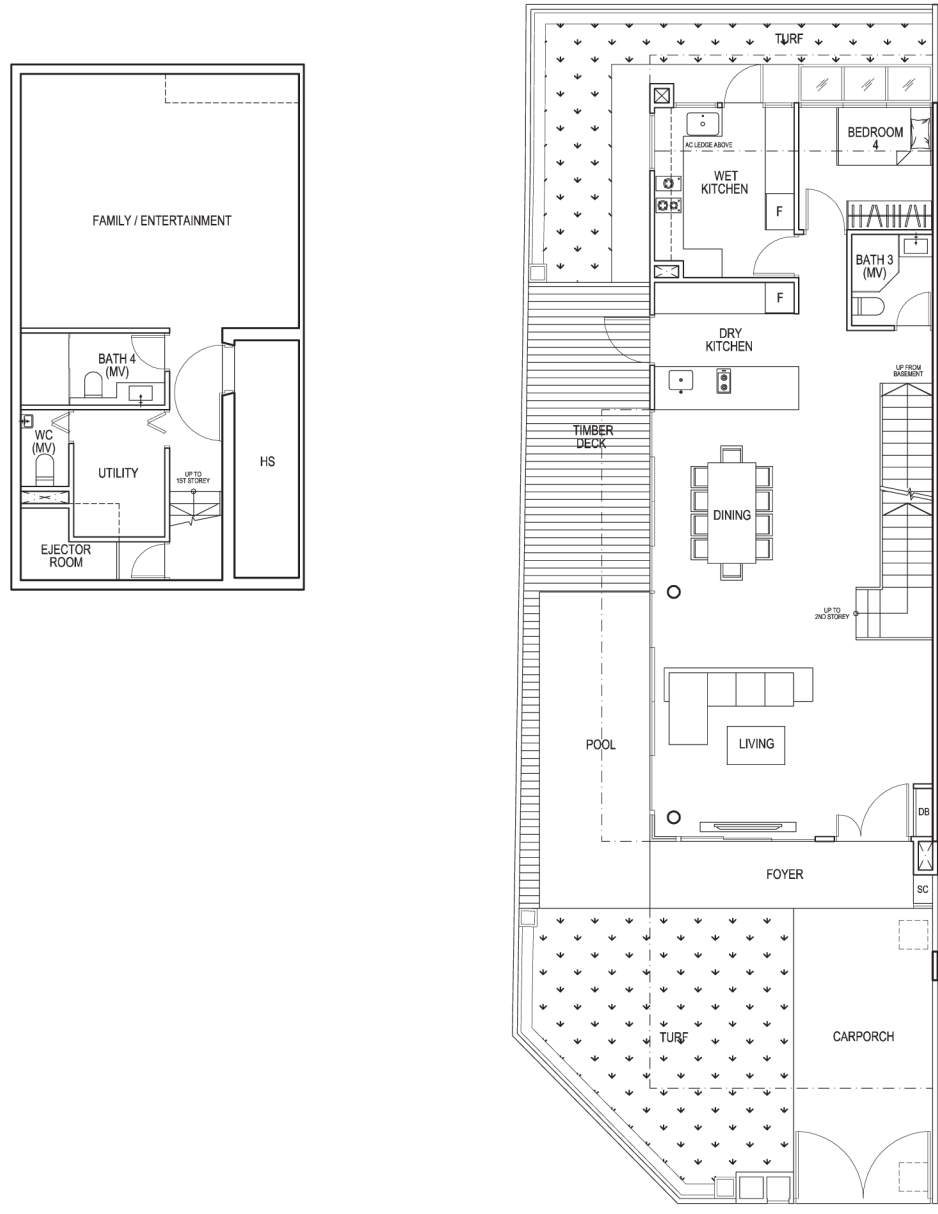 FAMILY / ENTERTAINMENT
BATH 4
(MV)
WC
(MV)
UTILITY
UP TO
1ST STOREY
HS
EJECTOR
ROOM
TURF
AC LEDGE ABOVE
WET
KITCHEN
F
BEDROOM
4
BATH 3
(MV)
F
DRY
KITCHEN
UP FROM
BASEMENT
TIMBER
DECK
DINING
UP TO
2ND STOREY
POOL
LIVING
DB
FOYER
SC
TURF
CARPORCH